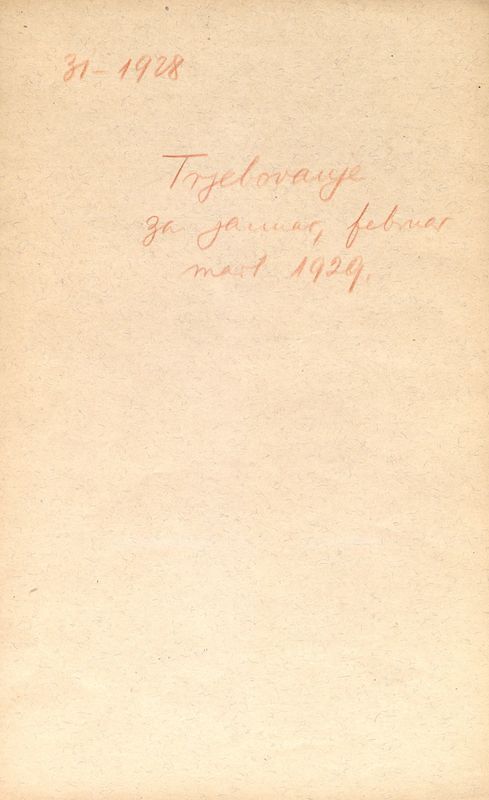 31-1928
Trjebovanje
za januar, februar
mart 1929.